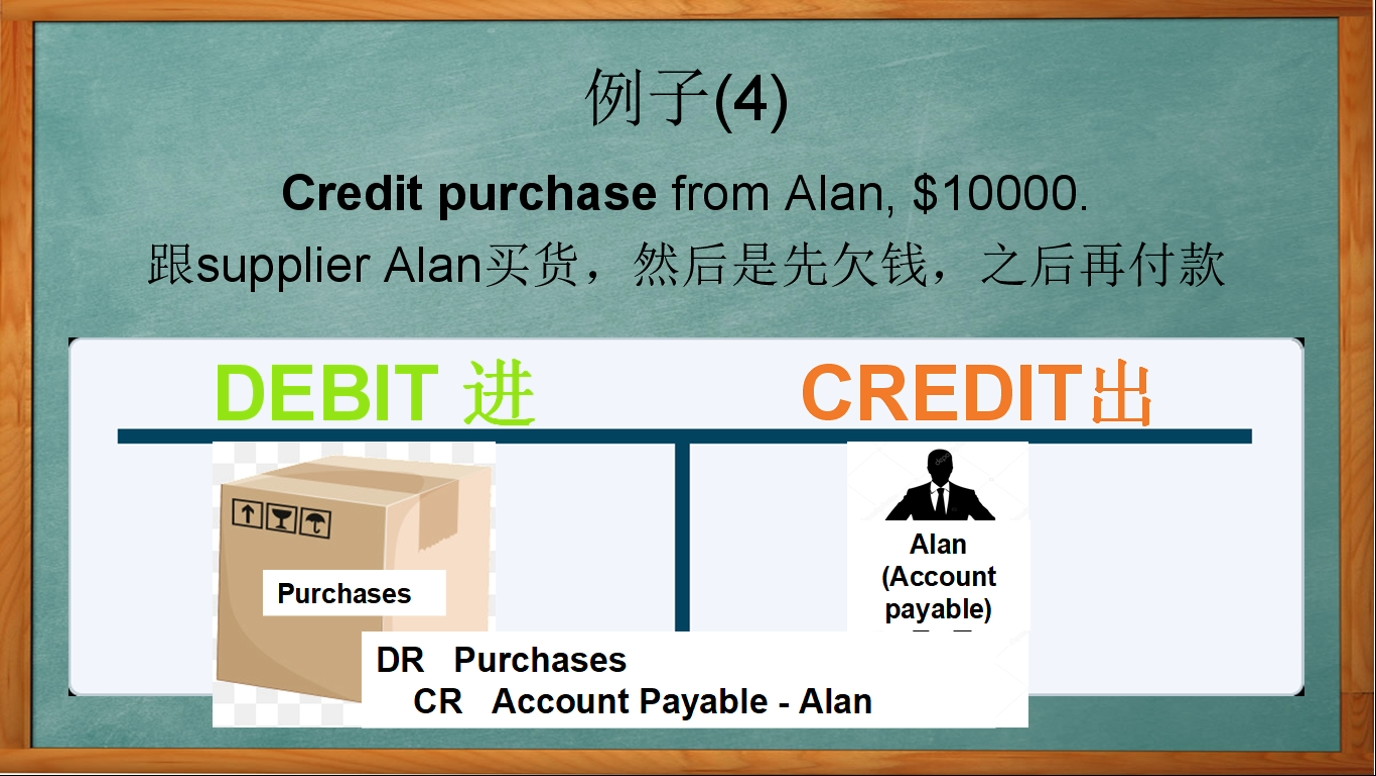 例子(4)
Credit purchase from Alan, $10000.
跟supplier Alan买货，然后是先欠钱，之后再付款
DEBIT 进
CREDIT出
Purchases
Alan
(Account
payable)
DR Purchases
CR Account Payable - Alan